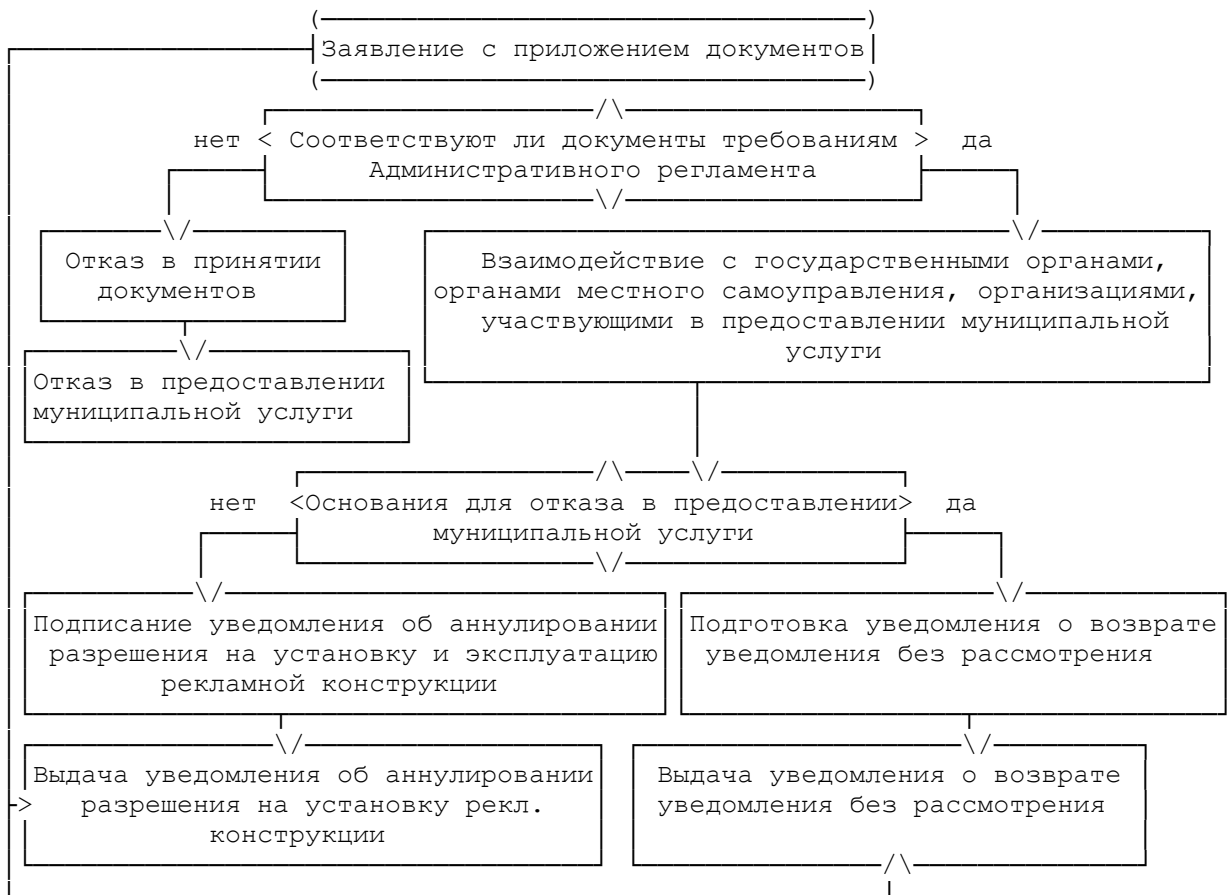 Заявление с приложением документов
нет < Соответствуют ли документы требованиям > да
Административного регламента
Отказ в принятии
документов
Взаимодействие с государственными органами,
органами местного самоуправления, организациями,
участвующими в предоставлении муниципальной
услуги
Отказ в предоставлении
муниципальной услуги
нет <Основания для отказа в предоставлении> да
муниципальной услуги
Подписание уведомления об аннулировании
разрешения на установку и эксплуатацию
рекламной конструкции
Подготовка уведомления о возврате
уведомления без рассмотрения
Выдача уведомления об аннулировании
разрешения на установку рекл.
конструкции
Выдача уведомления о возврате
уведомления без рассмотрения